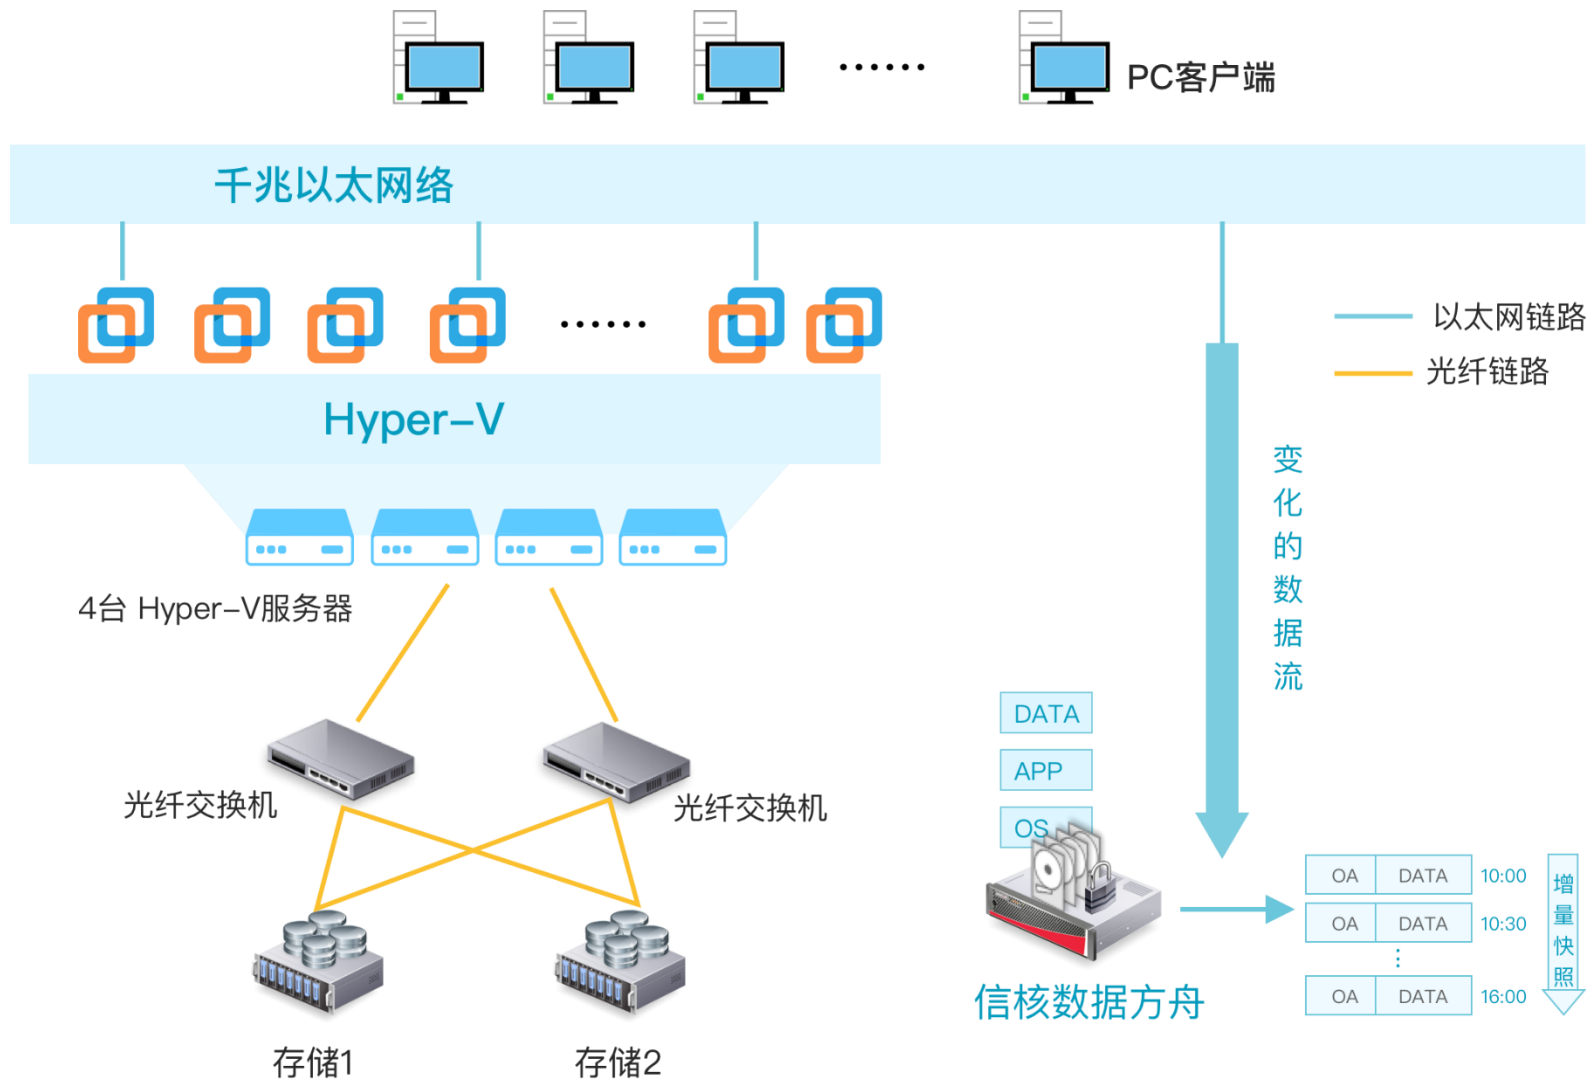 PC客户端
千兆以太网络
以太网链路
光纤链路
Hyper-V
变化的数据流
4台 Hyper-V服务器
DATA
APP
OS
光纤交换机
光纤交换机
OA DATA 10:00
OA DATA 10:30
⋮
OA DATA 16:00
增量快照
信核数据方舟
存储1
存储2